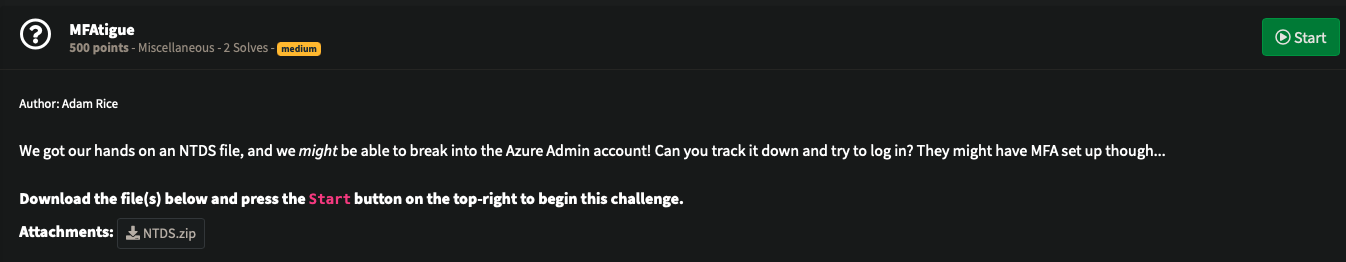 MFAtigue
500 points - Miscellaneous - 2 Solves - medium
Start
Author: Adam Rice
We got our hands on an NTDS file, and we might be able to break into the Azure Admin account! Can you track it down and try to log in? They might have MFA set up though...
Download the file(s) below and press the Start button on the top-right to begin this challenge.
Attachments: NTDS.zip